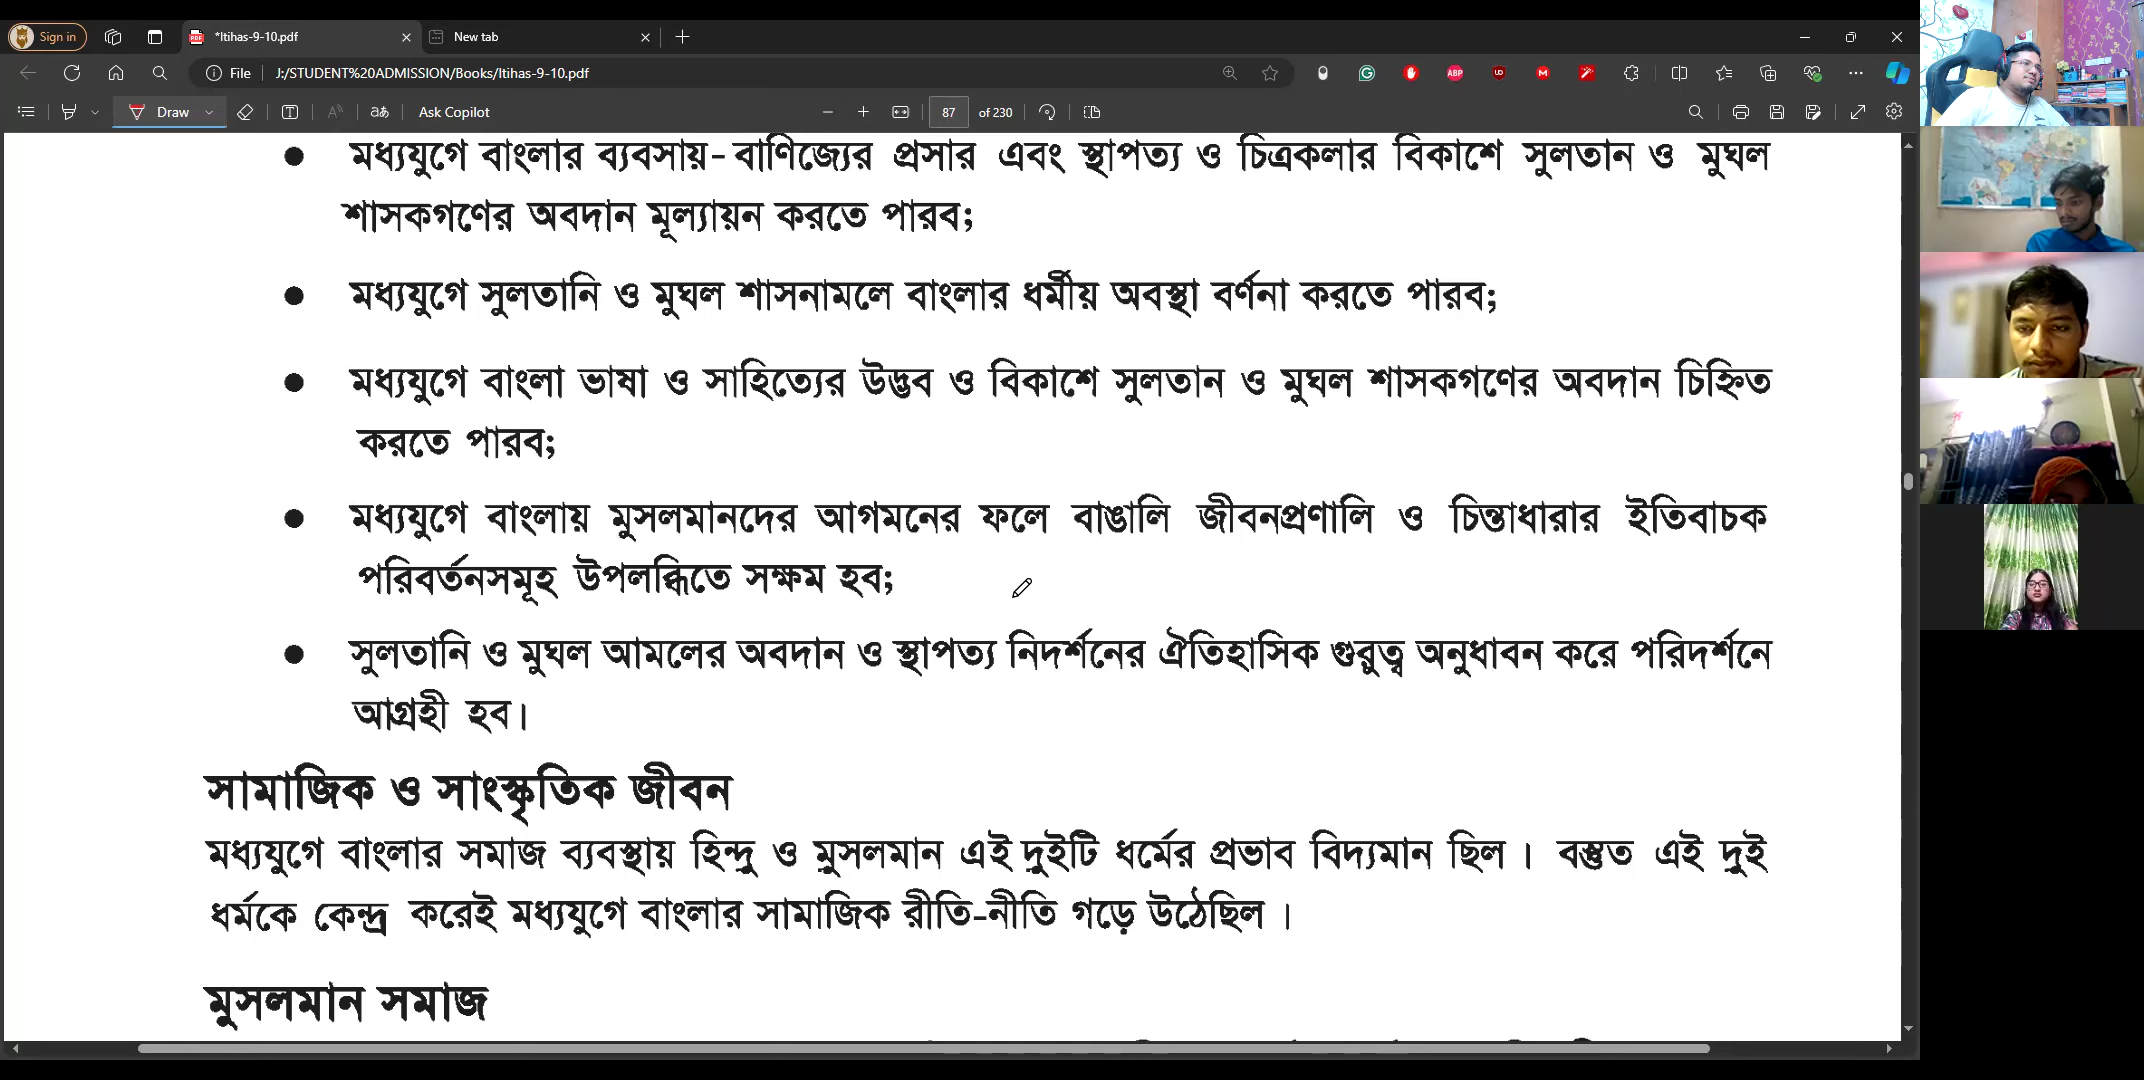 Sign in
*Itihas-9-10.pdf
New tab
File
J:/STUDENT%20ADMISSION/Books/Itihas-9-10.pdf
ABP
Draw
Ask Copilot
87 of 230
মধ্যযুগে বাংলার ব্যবসায়-বাণিজ্যের প্রসার এবং স্থাপত্য ও চিত্রকলার বিকাশে সুলতান ও মুঘল
শাসকগণের অবদান মূল্যায়ন করতে পারব;
মধ্যযুগে সুলতানি ও মুঘল শাসনামলে বাংলার ধর্মীয় অবস্থা বর্ণনা করতে পারব;
মধ্যযুগে বাংলা ভাষা ও সাহিত্যের উদ্ভব ও বিকাশে সুলতান ও মুঘল শাসকগণের অবদান চিহ্নিত
করতে পারব;
মধ্যযুগে বাংলায় মুসলমানদের আগমনের ফলে বাঙালি জীবনপ্রণালি ও চিন্তাধারার ইতিবাচক
পরিবর্তনসমূহ উপলব্ধিতে সক্ষম হব;
সুলতানি ও মুঘল আমলের অবদান ও স্থাপত্য নিদর্শনের ঐতিহাসিক গুরুত্ব অনুধাবন করে পরিদর্শনে
আগ্রহী হব।
সামাজিক ও সাংস্কৃতিক জীবন
মধ্যযুগে বাংলার সমাজ ব্যবস্থায় হিন্দু ও মুসলমান এই দুইটি ধর্মের প্রভাব বিদ্যমান ছিল। বস্তুত এই দুই
ধর্মকে কেন্দ্র করেই মধ্যযুগে বাংলার সামাজিক রীতি-নীতি গড়ে উঠেছিল।
মুসলমান সমাজ